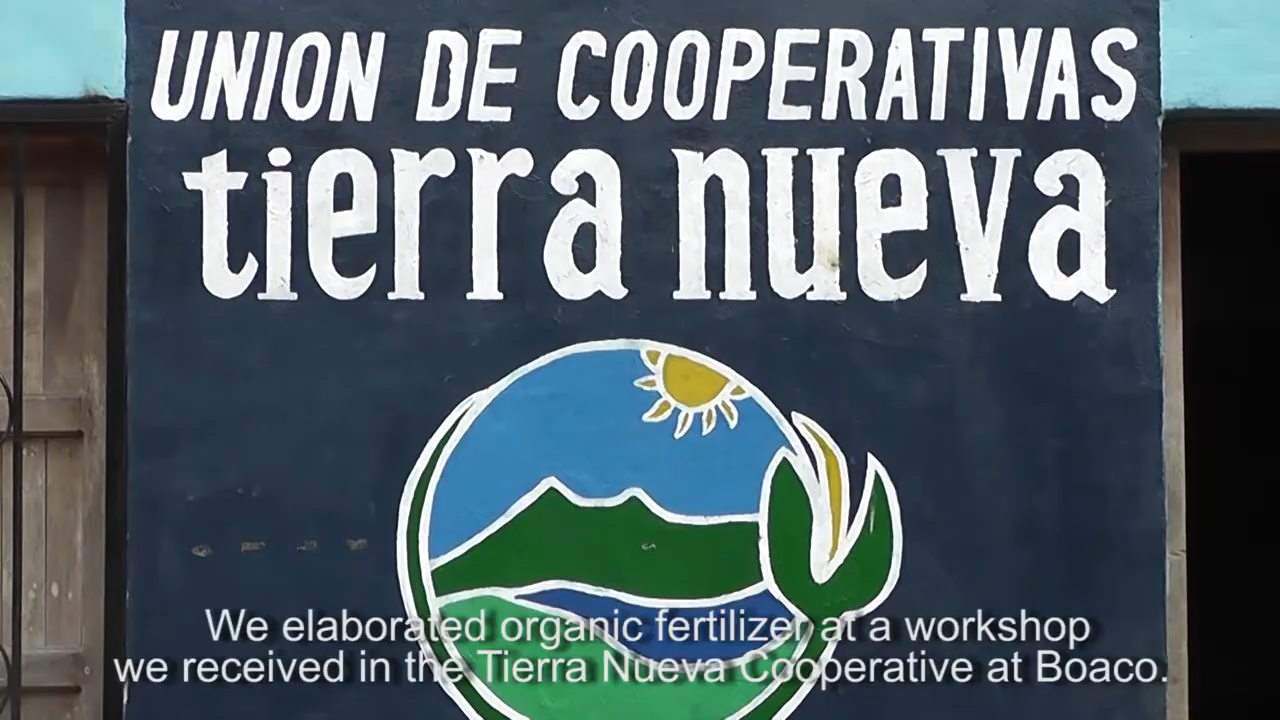 UNION DE COOPERATIVAS
tierra nueva
We elaborated organic fertilizer at a workshop
we received in the Tierra Nueva Cooperative at Boaco.